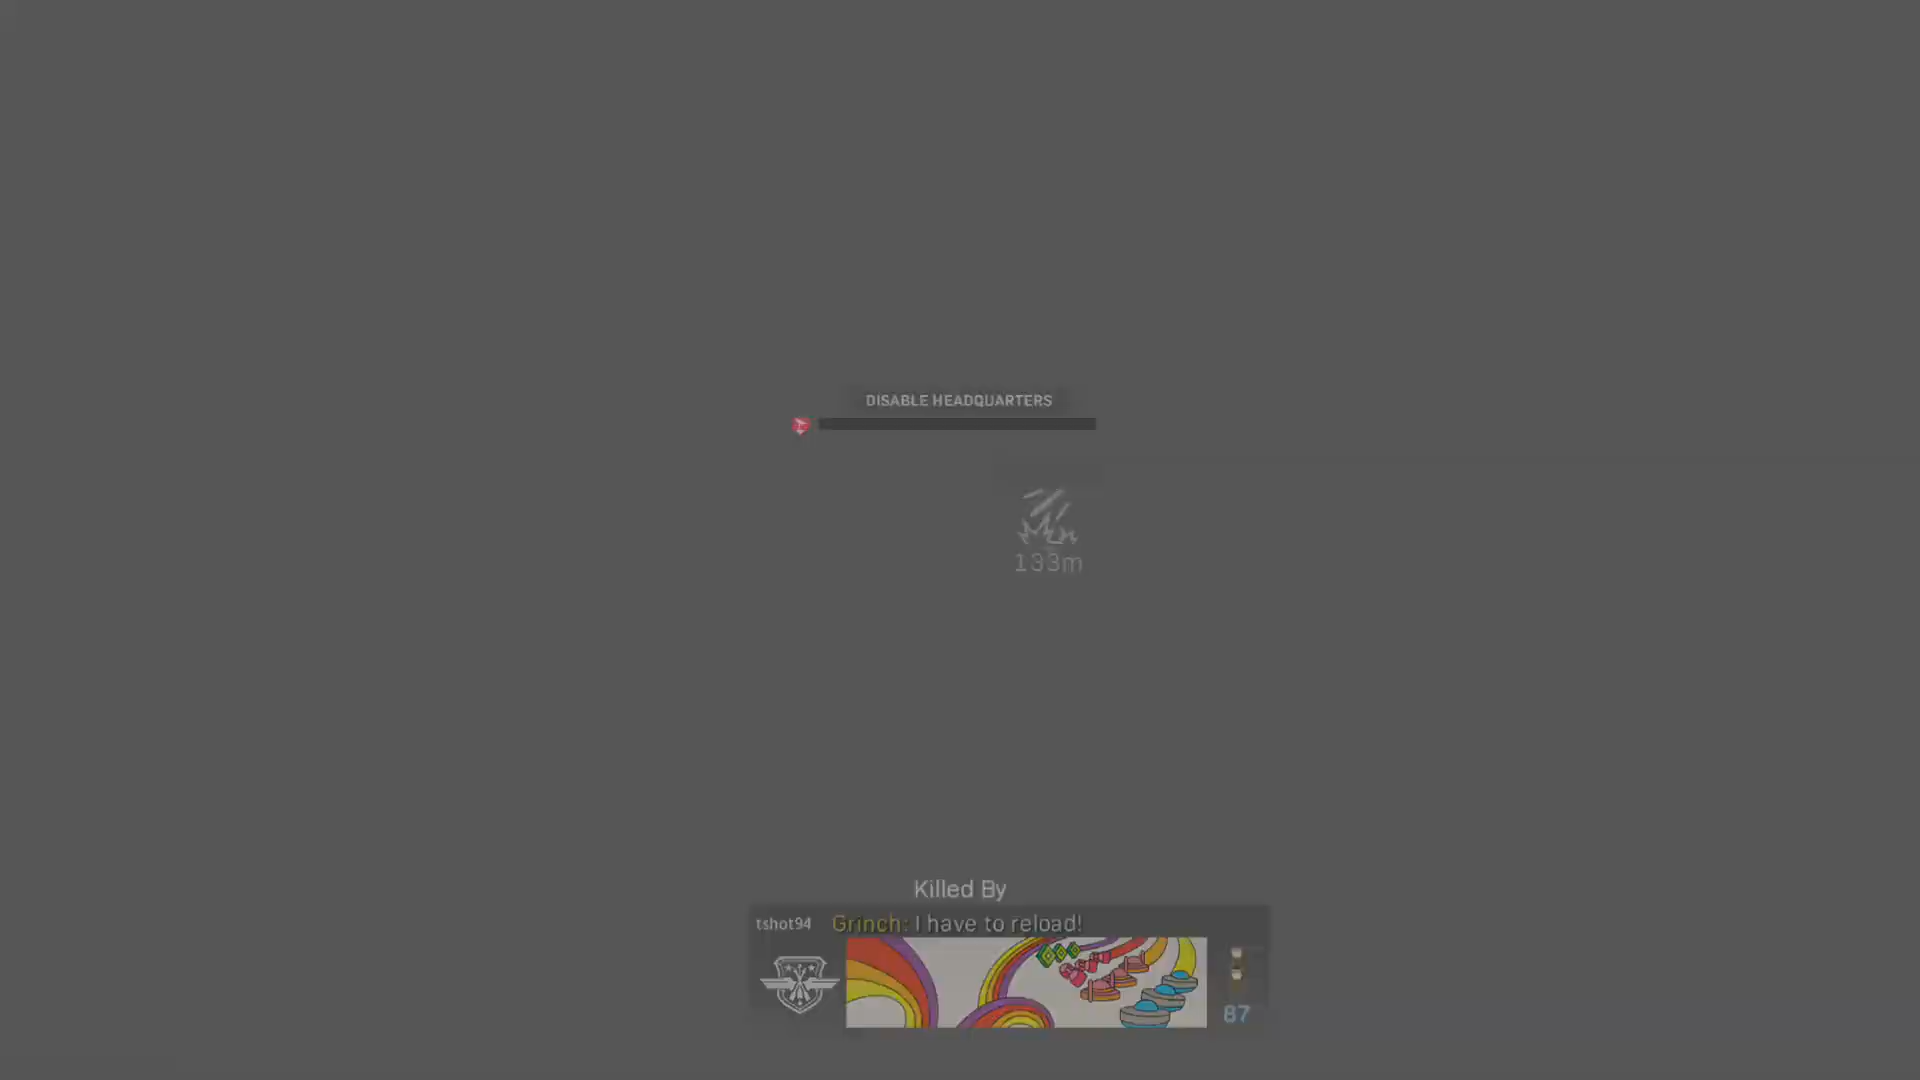 DISABLE HEADQUARTERS
133m
Killed By
tshot94
Grinch: I have to reload!
87